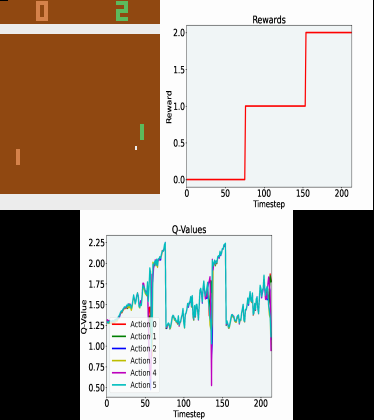 0 2
Rewards
2.0
1.5
1.0
0.5
0.0
Reward
0 50 100 150 200
Timestep
Q-Values
2.25
2.00
1.75
1.50
1.25
1.00
0.75
0.50
Q-Value
Action 0
Action 1
Action 2
Action 3
Action 4
Action 5
0 50 100 150 200
Timestep